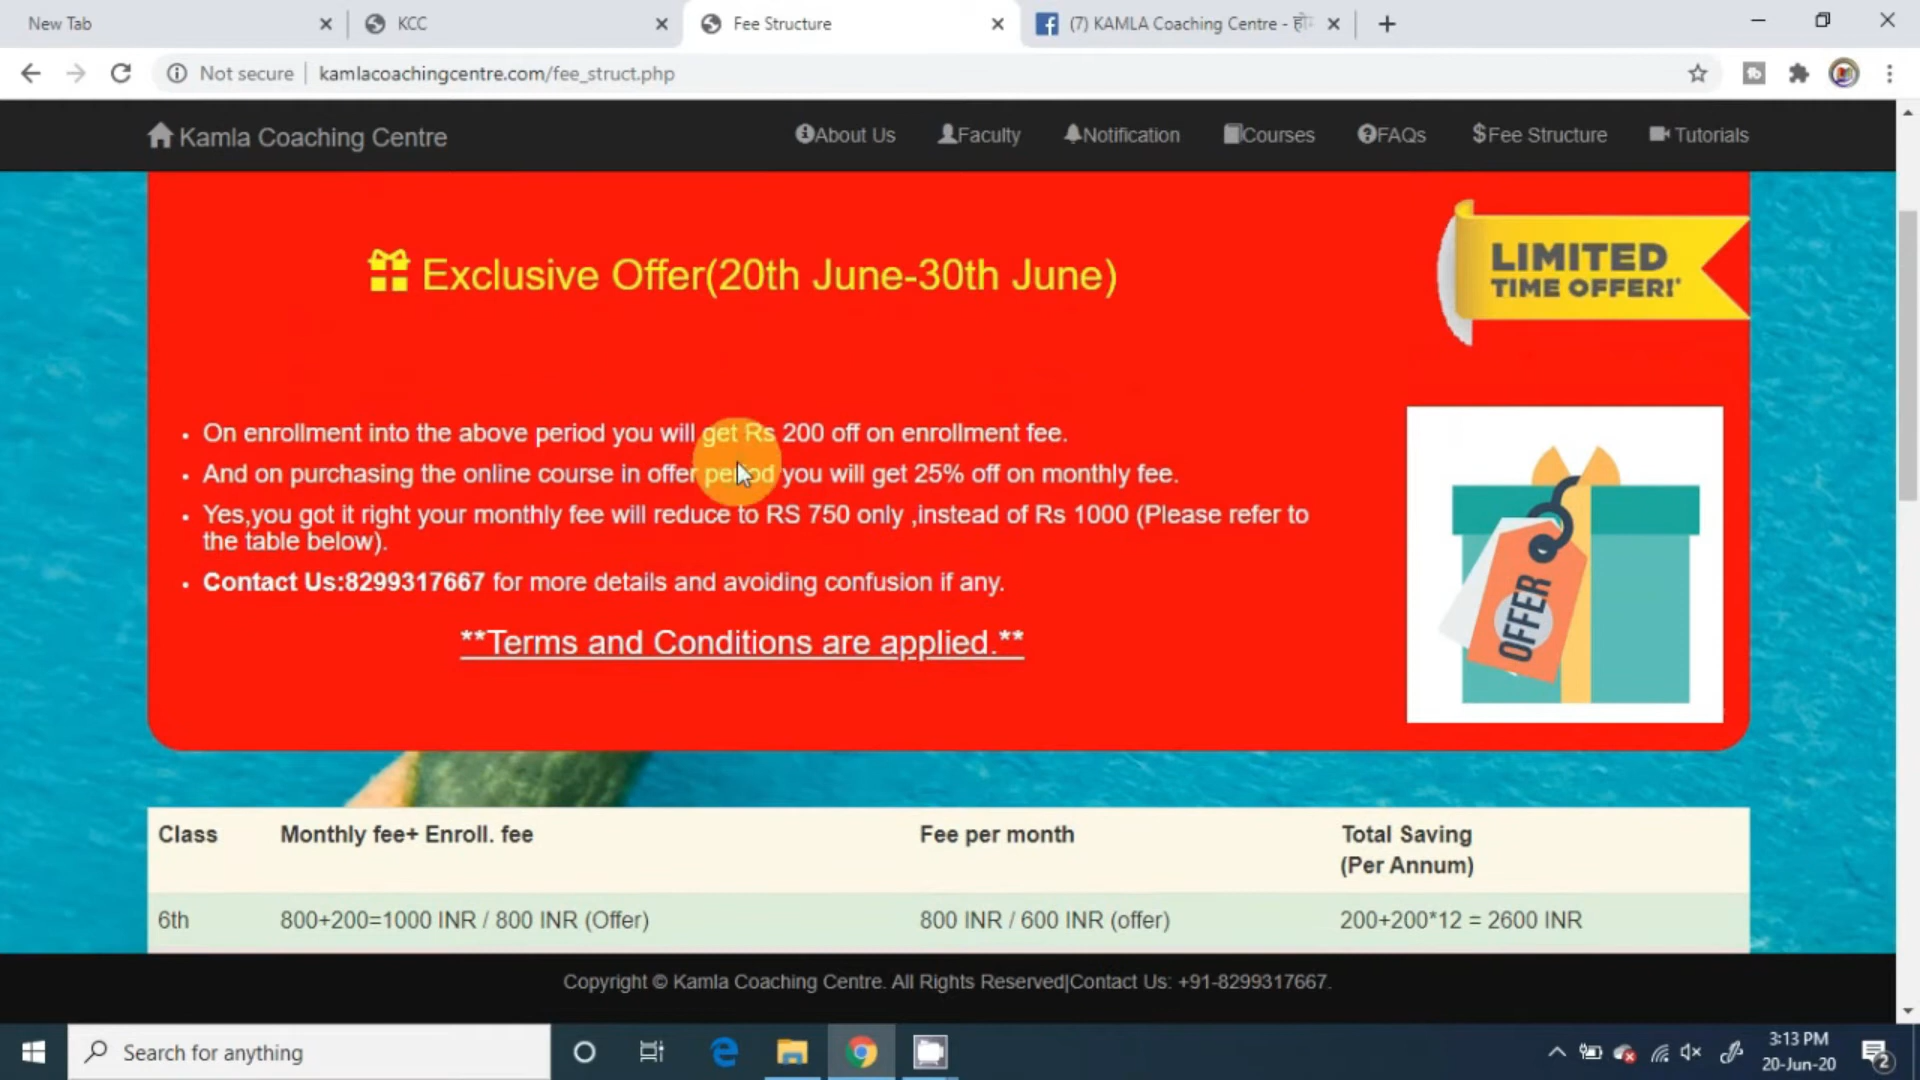 New Tab
KCC
Fee Structure
(7) KAMLA Coaching Centre - हो
Not secure
kamlacoachingcentre.com/fee_struct.php
Kamla Coaching Centre
About Us
Faculty
Notification
Courses
FAQs
$Fee Structure
Tutorials
Exclusive Offer(20th June-30th June)
LIMITED
TIME OFFER!*
On enrollment into the above period you will get Rs 200 off on enrollment fee.
And on purchasing the online course in offer period you will get 25% off on monthly fee.
Yes,you got it right your monthly fee will reduce to RS 750 only ,instead of Rs 1000 (Please refer to
the table below).
Contact Us:8299317667 for more details and avoiding confusion if any.
OFFER
**Terms and Conditions are applied.**
Class
Monthly fee+ Enroll. fee
Fee per month
Total Saving
(Per Annum)
6th
800+200=1000 INR / 800 INR (Offer)
800 INR / 600 INR (offer)
200+200*12 = 2600 INR
Copyright © Kamla Coaching Centre. All Rights Reserved|Contact Us: +91-8299317667.
Search for anything
3:13 PM
20-Jun-20
2